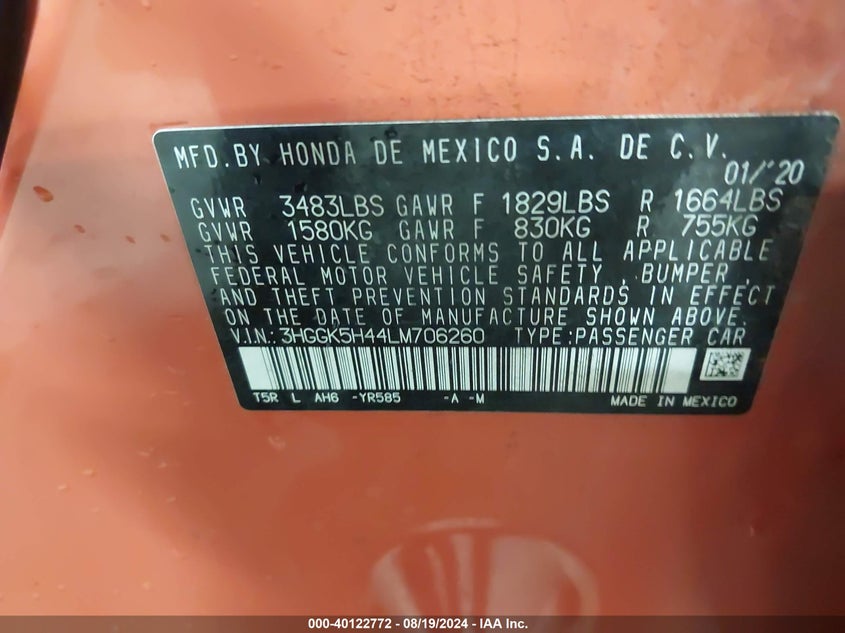 MFD. BY HONDA DE MEXICO S.A. DE C.V.
01/'20
GVWR 3483LBS GAWR F 1829LBS R 1664LBS
GVWR 1580KG GAWR F 830KG R 755KG
THIS VEHICLE CONFORMS TO ALL APPLICABLE
FEDERAL MOTOR VEHICLE SAFETY, BUMPER,
AND THEFT PREVENTION STANDARDS IN EFFECT
ON THE DATE OF MANUFACTURE SHOWN ABOVE.
V.I.N.: 3HGGK5H44LM706260 TYPE:PASSENGER CAR
T5R L AH6 -YR585 -A -M MADE IN MEXICO
000-40122772 - 08/19/2024 - IAA Inc.